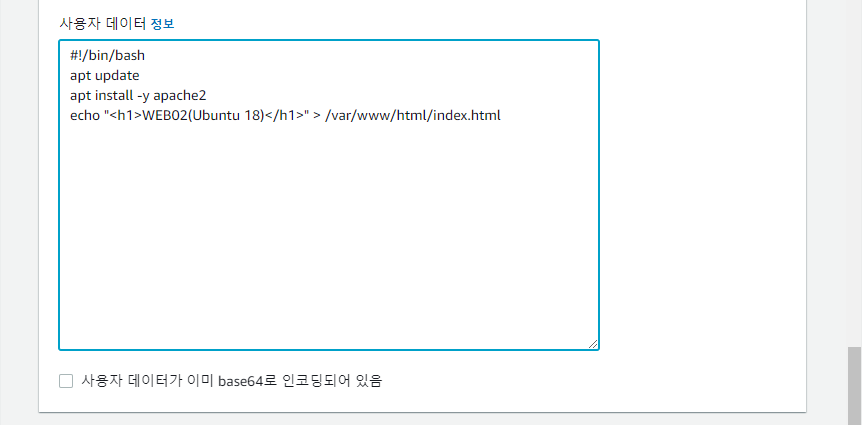 사용자 데이터 정보
#!/bin/bash
apt update
apt install -y apache2
echo "<h1>WEB02(Ubuntu 18)</h1>" > /var/www/html/index.html
사용자 데이터가 이미 base64로 인코딩되어 있음